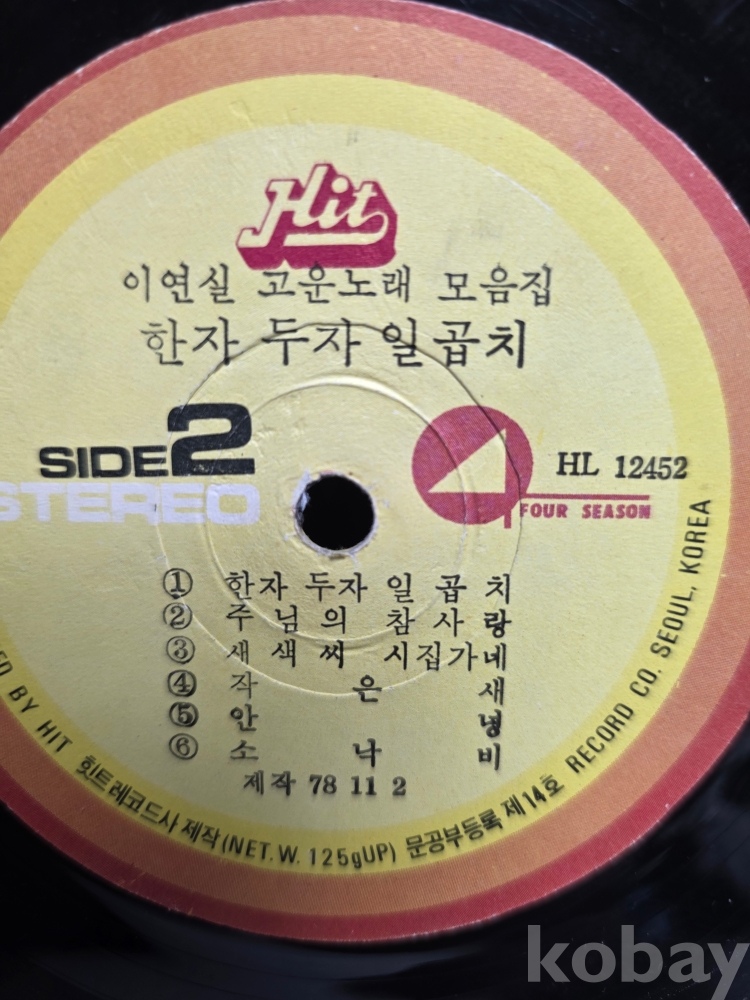 Hit
이연실 고운노래 모음집
한자 두자 일곱치
SIDE 2
STEREO
HL 12452
4
FOUR SEASON
① 한자 두자 일 곱 치
② 주 님 의 참 사 랑
③ 새 색 씨 시집가네
④ 작 은 새
⑤ 안 녕
⑥ 소 낙 비
제작 78 11 2
BY HIT 힛트레코드사 제작(NET.W. 125gUP) 문공부등록 제14호 RECORD CO. SEOUL, KOREA
kobay